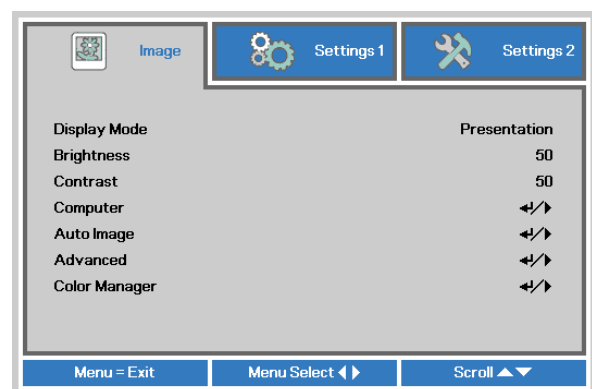 Image
Settings 1
Settings 2
Display Mode Presentation
Brightness 50
Contrast 50
Computer ↵/▶
Auto Image ↵/▶
Advanced ↵/▶
Color Manager ↵/▶
Menu = Exit
Menu Select ◀ ▶
Scroll ▲▼